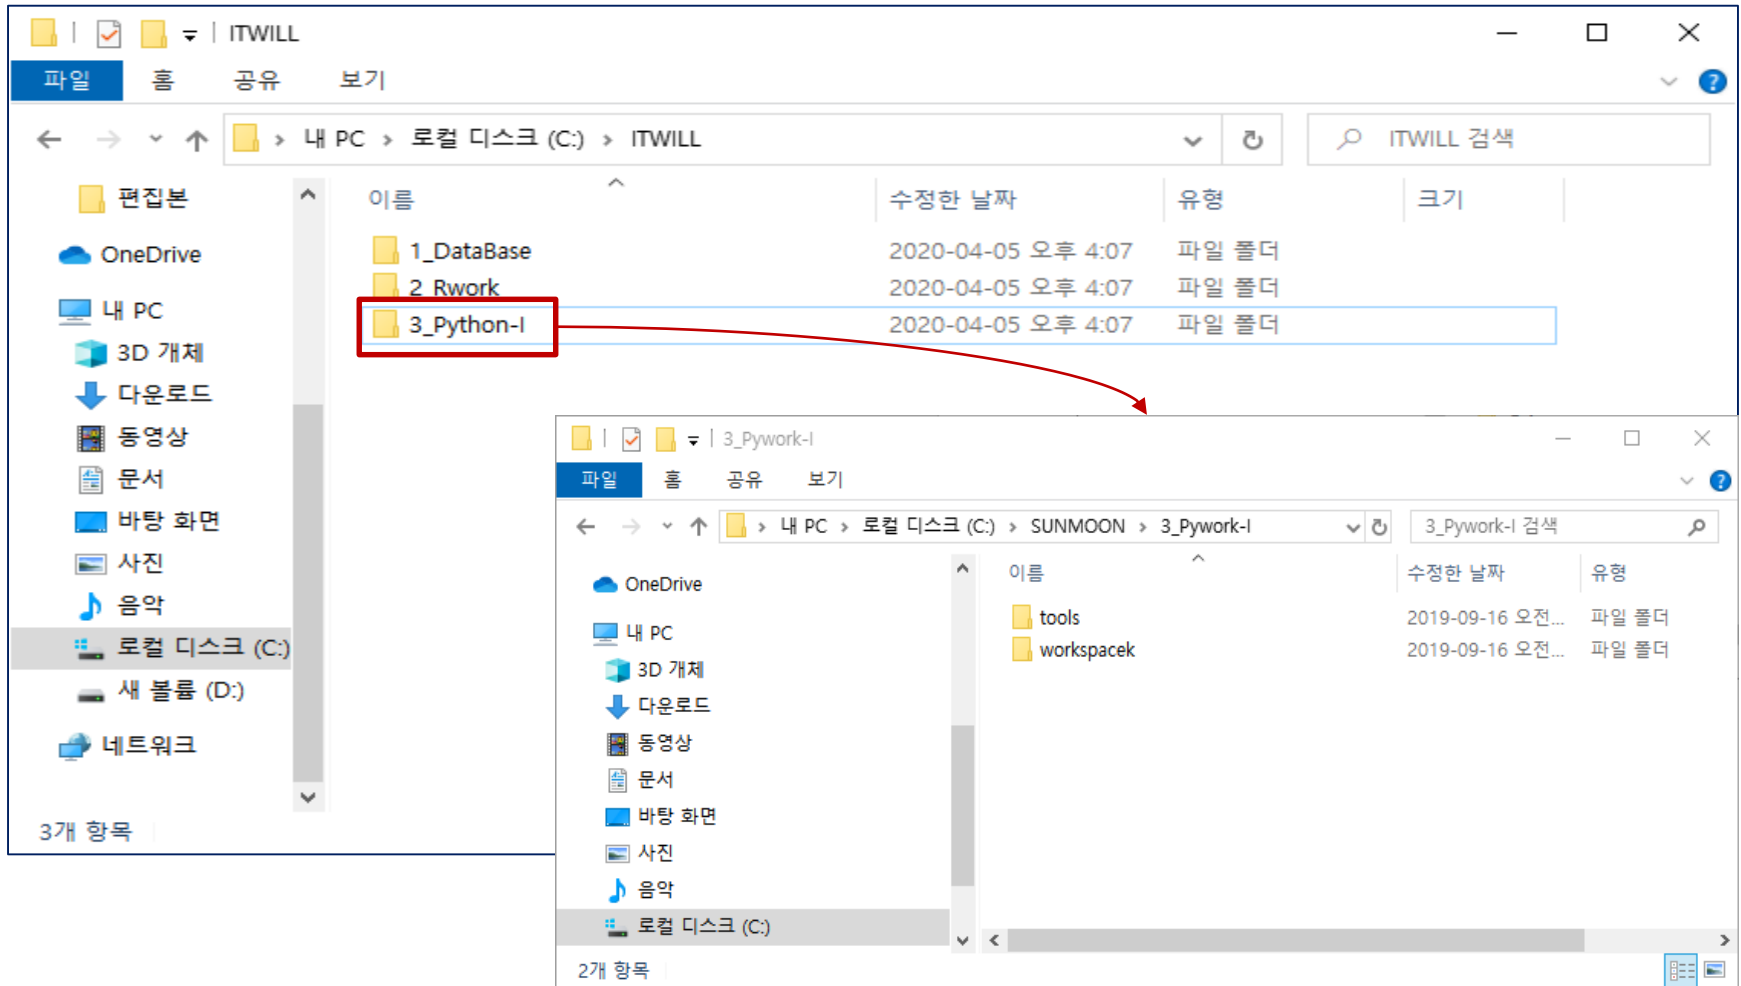 ITWILL
파일 홈 공유 보기
내 PC > 로컬 디스크 (C:) > ITWILL
ITWILL 검색
편집본
OneDrive
내 PC
3D 개체
다운로드
동영상
문서
바탕 화면
사진
음악
로컬 디스크 (C:)
새 볼륨 (D:)
네트워크
3개 항목
이름 수정한 날짜 유형 크기
1_DataBase 2020-04-05 오후 4:07 파일 폴더
2_Rwork 2020-04-05 오후 4:07 파일 폴더
3_Python-I 2020-04-05 오후 4:07 파일 폴더
3_Pywork-I
파일 홈 공유 보기
내 PC > 로컬 디스크 (C:) > SUNMOON > 3_Pywork-I
3_Pywork-I 검색
OneDrive
내 PC
3D 개체
다운로드
동영상
문서
바탕 화면
사진
음악
로컬 디스크 (C:)
2개 항목
이름 수정한 날짜 유형
tools 2019-09-16 오전... 파일 폴더
workspacek 2019-09-16 오전... 파일 폴더